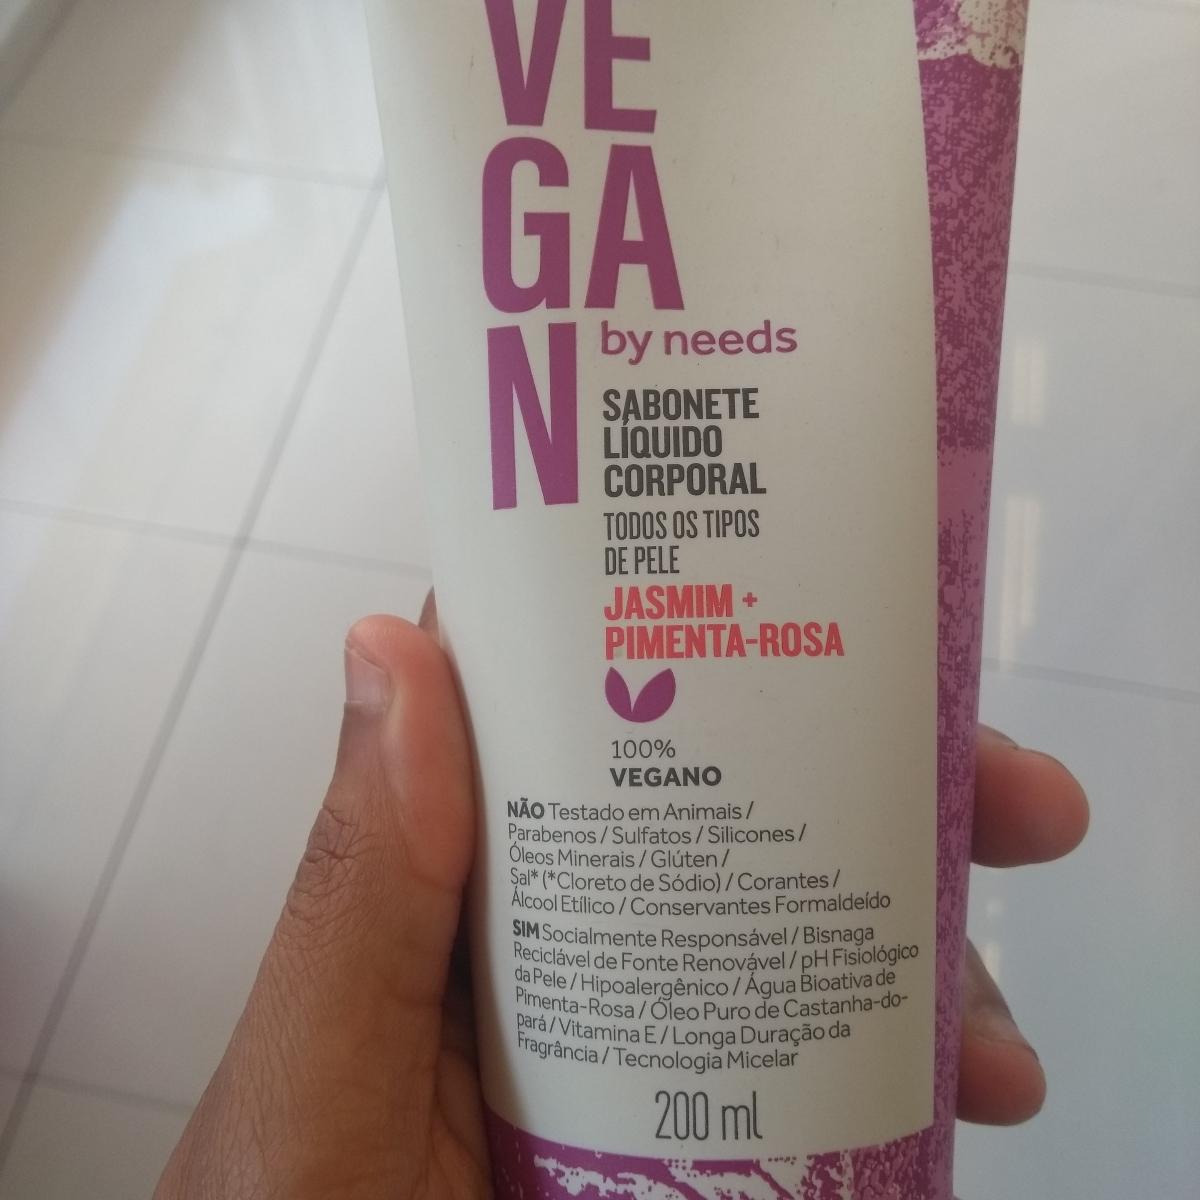 VE
GA
N
by needs
SABONETE
LÍQUIDO
CORPORAL
TODOS OS TIPOS
DE PELE
JASMIM +
PIMENTA-ROSA
100%
VEGANO
NÃO Testado em Animais /
Parabenos / Sulfatos / Silicones /
Óleos Minerais / Glúten /
Sal* (*Cloreto de Sódio) / Corantes /
Álcool Etílico / Conservantes Formaldeído
SIM Socialmente Responsável / Bisnaga
Reciclável de Fonte Renovável / pH Fisiológico
da Pele / Hipoalergênico / Água Bioativa de
Pimenta-Rosa / Óleo Puro de Castanha-do-
pará / Vitamina E / Longa Duração da
Fragrância / Tecnologia Micelar
200 ml